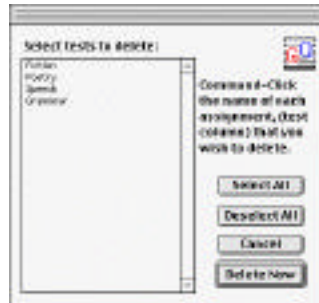 Select tests to delete:
Fiction
Poetry
Speech
Grammar
Command-Click
the name of each
assignment, (test
column) that you
wish to delete.
Select All
Deselect All
Cancel
Delete Now